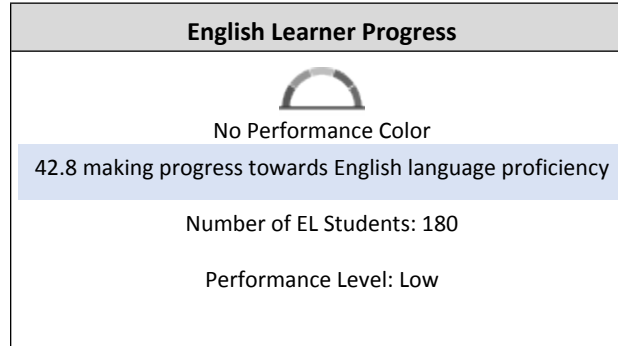 English Learner Progress
No Performance Color
42.8 making progress towards English language proficiency
Number of EL Students: 180
Performance Level: Low